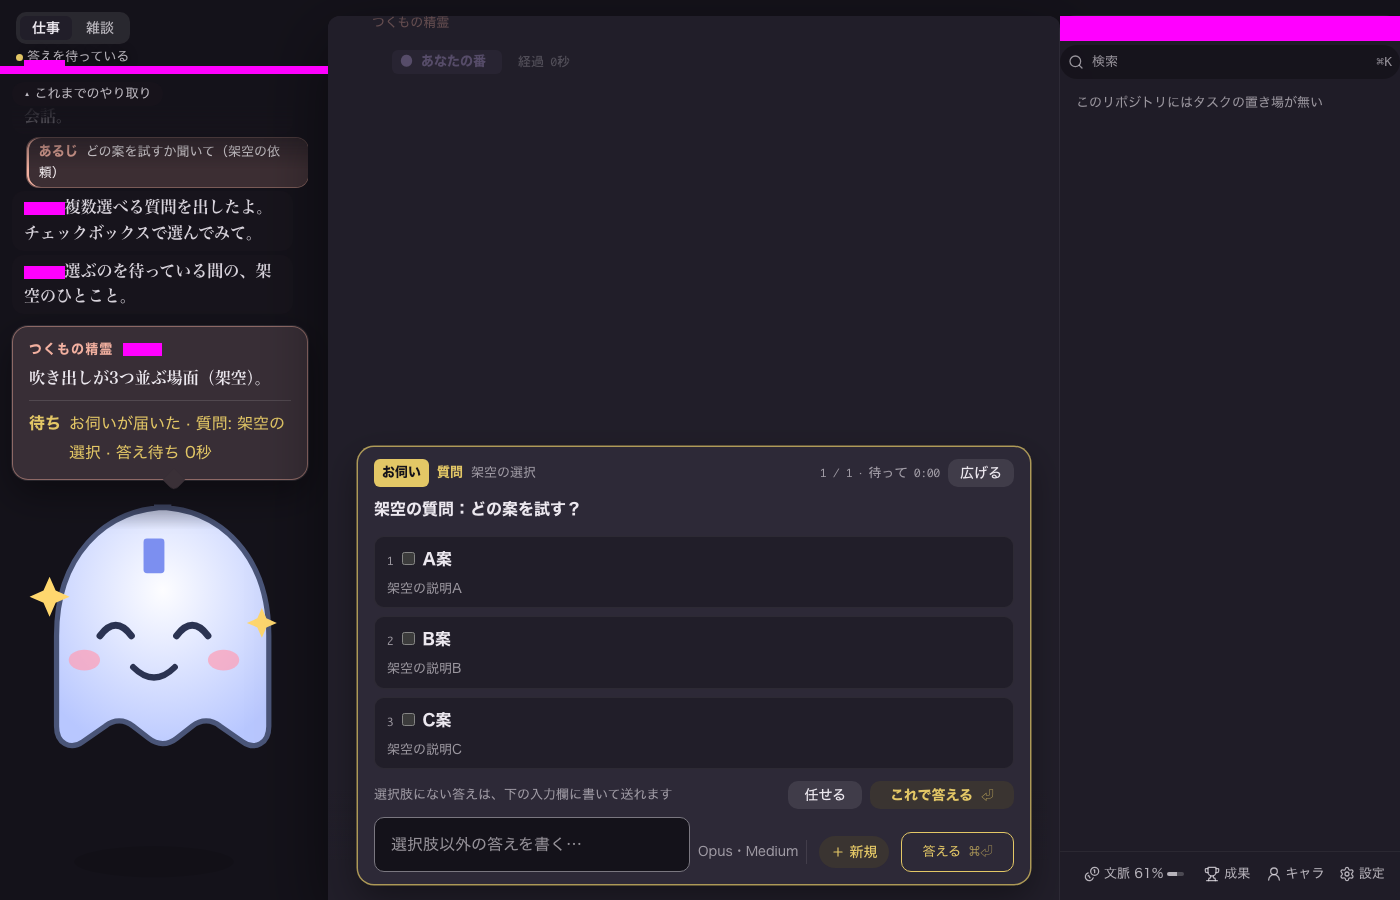 仕事 雑談
答えを待っている
これまでのやり取り
会話。
あるじ どの案を試すか聞いて（架空の依
頼）
複数選べる質問を出したよ。
チェックボックスで選んでみて。
選ぶのを待っている間の、架
空のひとこと。
つくもの精霊
吹き出しが3つ並ぶ場面（架空）。
待ち お伺いが届いた · 質問: 架空の
選択 · 答え待ち 0秒
つくもの精霊
あなたの番 経過 0秒
お伺い 質問 架空の選択 1 / 1 · 待って 0:00 広げる
架空の質問：どの案を試す？
1 A案
架空の説明A
2 B案
架空の説明B
3 C案
架空の説明C
選択肢にない答えは、下の入力欄に書いて送れます 任せる これで答える ⏎
選択肢以外の答えを書く… Opus・Medium ＋ 新規 答える ⌘⏎
検索 ⌘K
このリポジトリにはタスクの置き場が無い
文脈 61% 成果 キャラ 設定